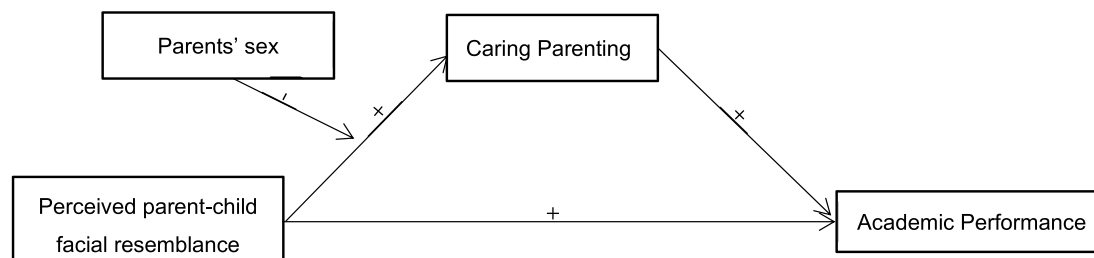 Parents’ sex
Caring Parenting
-
+
+
Perceived parent-child
facial resemblance
+
Academic Performance